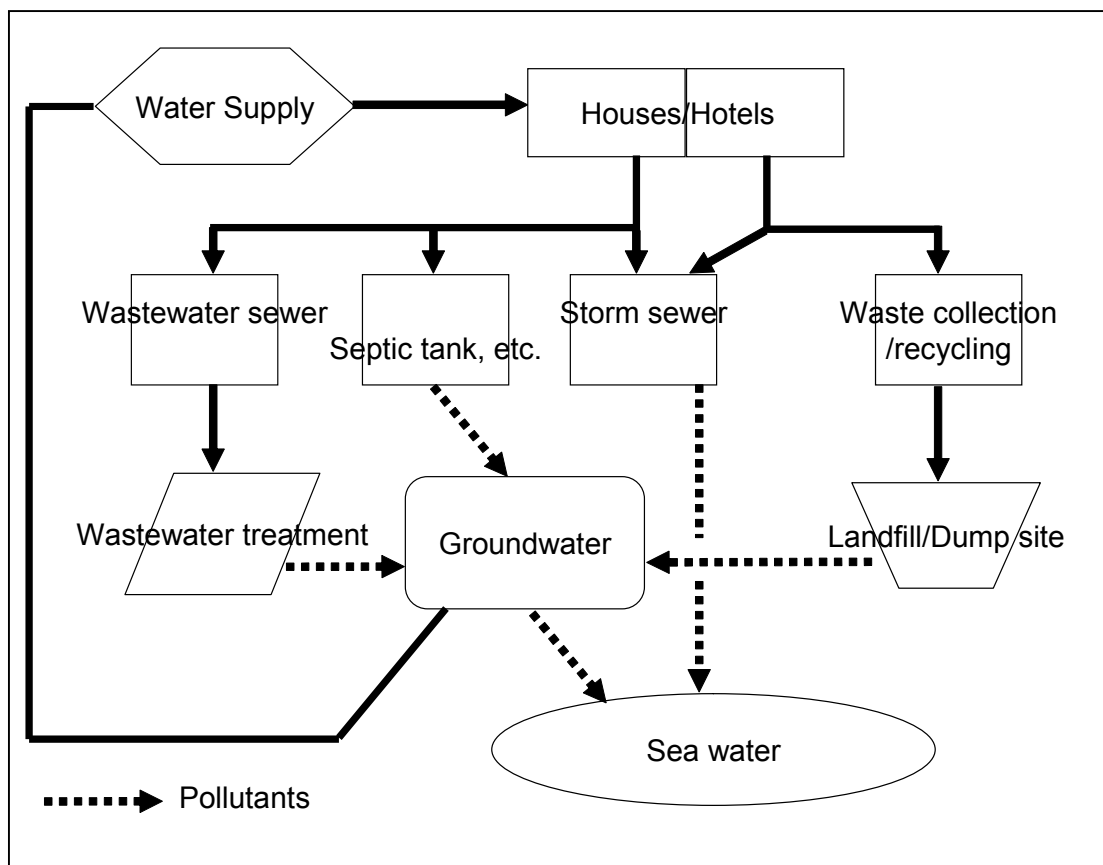 Water Supply
Houses/Hotels
Wastewater sewer
Septic tank, etc.
Storm sewer
Waste collection
/recycling
Wastewater treatment
Groundwater
Landfill/Dump site
Sea water
Pollutants